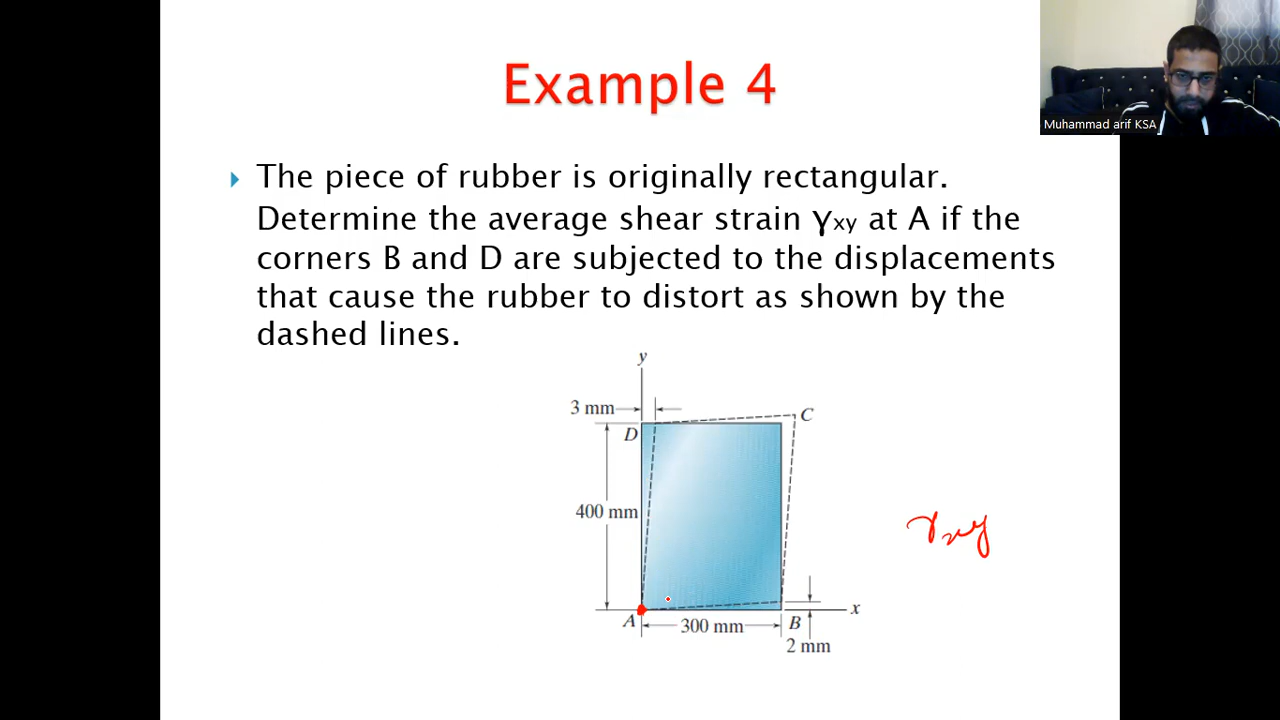 Example 4
Muhammad arif KSA
The piece of rubber is originally rectangular.
Determine the average shear strain γxy at A if the
corners B and D are subjected to the displacements
that cause the rubber to distort as shown by the
dashed lines.
y
3 mm
C
D
400 mm
γxy
x
A
300 mm
B
2 mm